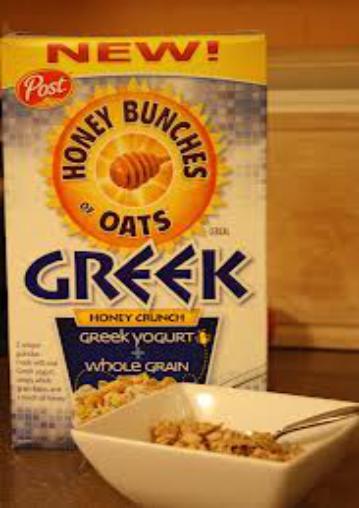 NEW!
Post
HONEY BUNCHES
OF OATS
CEREAL
GREEK
HONEY CRUNCH
GREEK YOGURT
+
WHOLE GRAIN